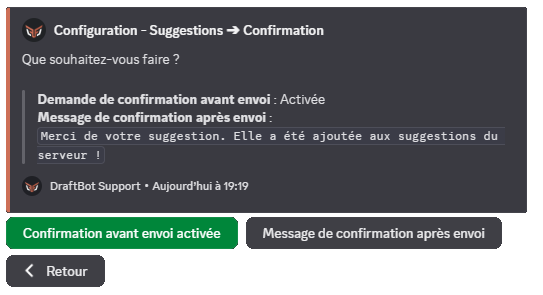 Configuration - Suggestions ➔ Confirmation
Que souhaitez-vous faire ?
Demande de confirmation avant envoi : Activée
Message de confirmation après envoi :
Merci de votre suggestion. Elle a été ajoutée aux suggestions du
serveur !
DraftBot Support • Aujourd'hui à 19:19
Confirmation avant envoi activée
Message de confirmation après envoi
Retour